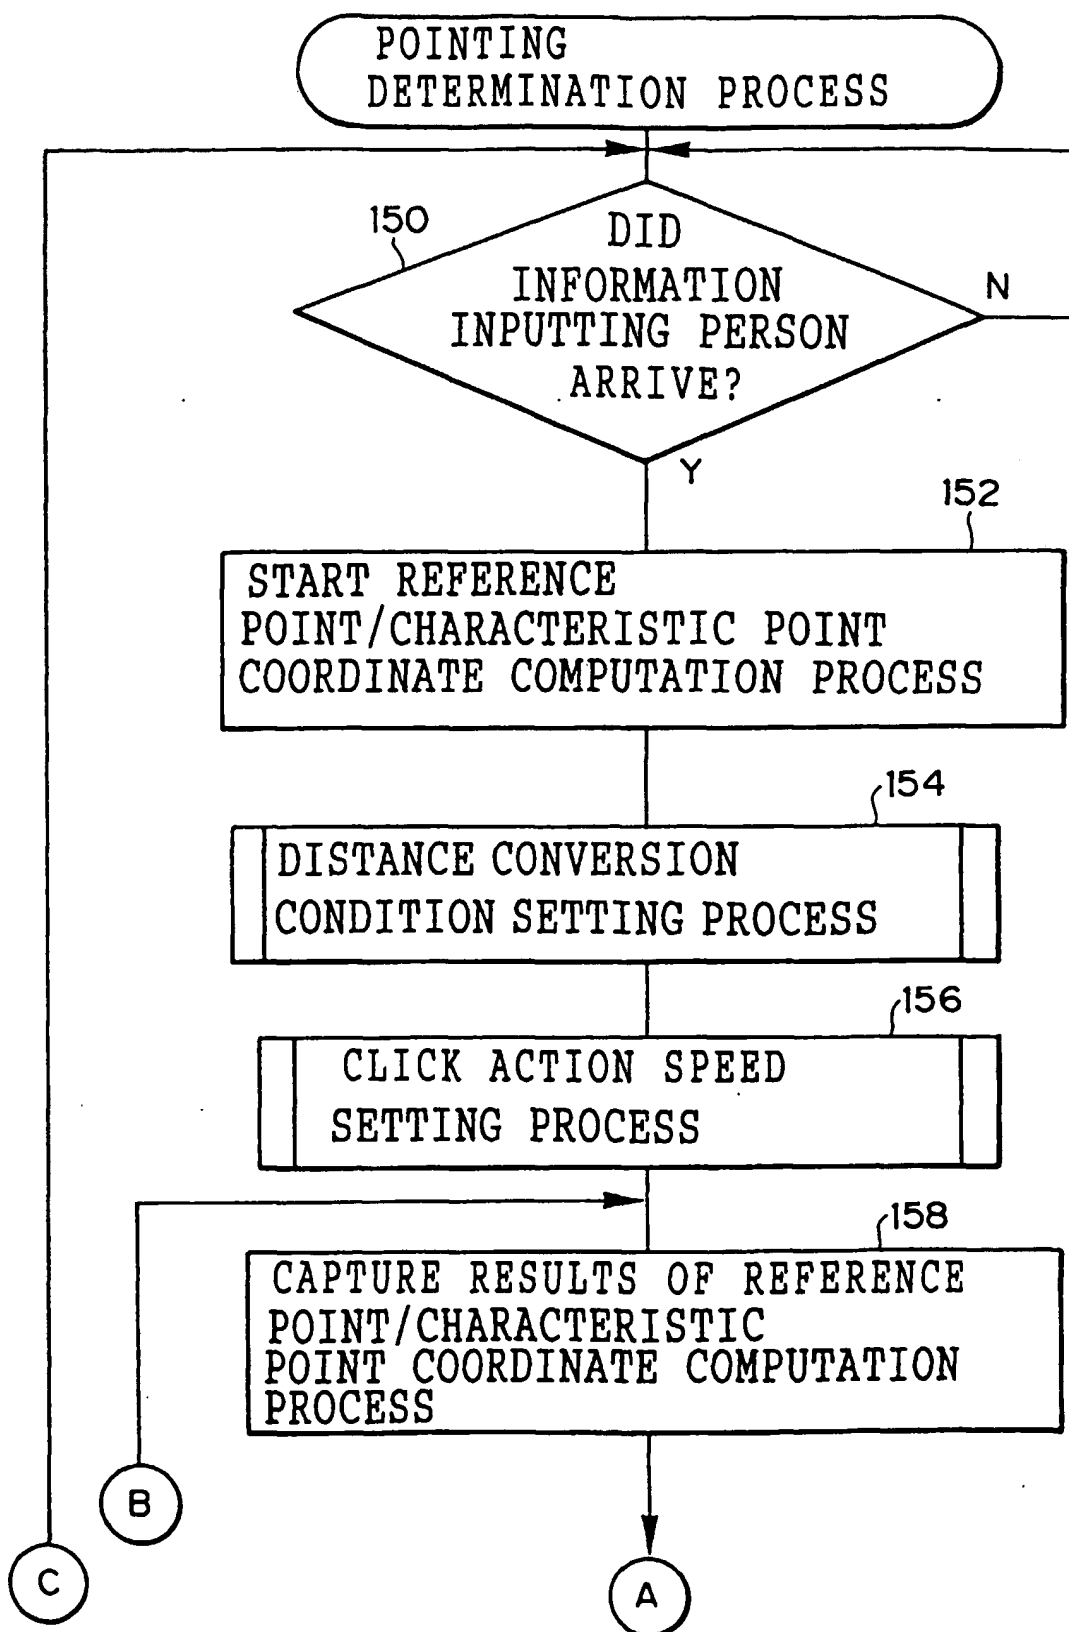 POINTING
DETERMINATION PROCESS
150
DID
INFORMATION
INPUTTING PERSON
ARRIVE?
N
Y
152
START REFERENCE
POINT/CHARACTERISTIC POINT
COORDINATE COMPUTATION PROCESS
154
DISTANCE CONVERSION
CONDITION SETTING PROCESS
156
CLICK ACTION SPEED
SETTING PROCESS
158
CAPTURE RESULTS OF REFERENCE
POINT/CHARACTERISTIC
POINT COORDINATE COMPUTATION
PROCESS
B
C
A